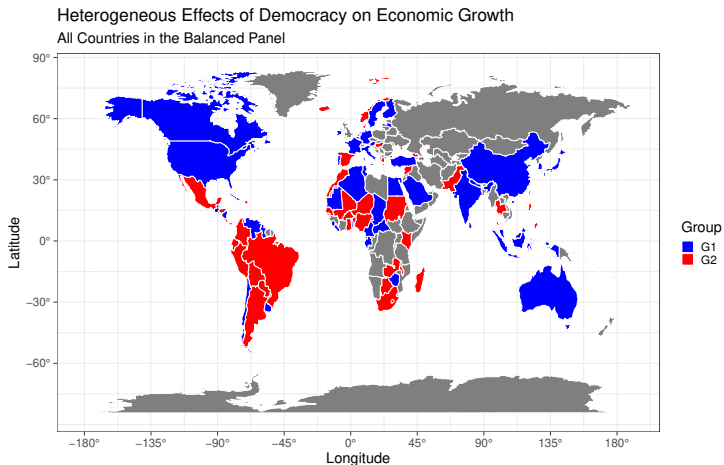 Heterogeneous Effects of Democracy on Economic Growth
All Countries in the Balanced Panel
90°
60°
30°
0°
−30°
−60°
Latitude
−180°
−135°
−90°
−45°
0°
45°
90°
135°
180°
Longitude
Group
G1
G2